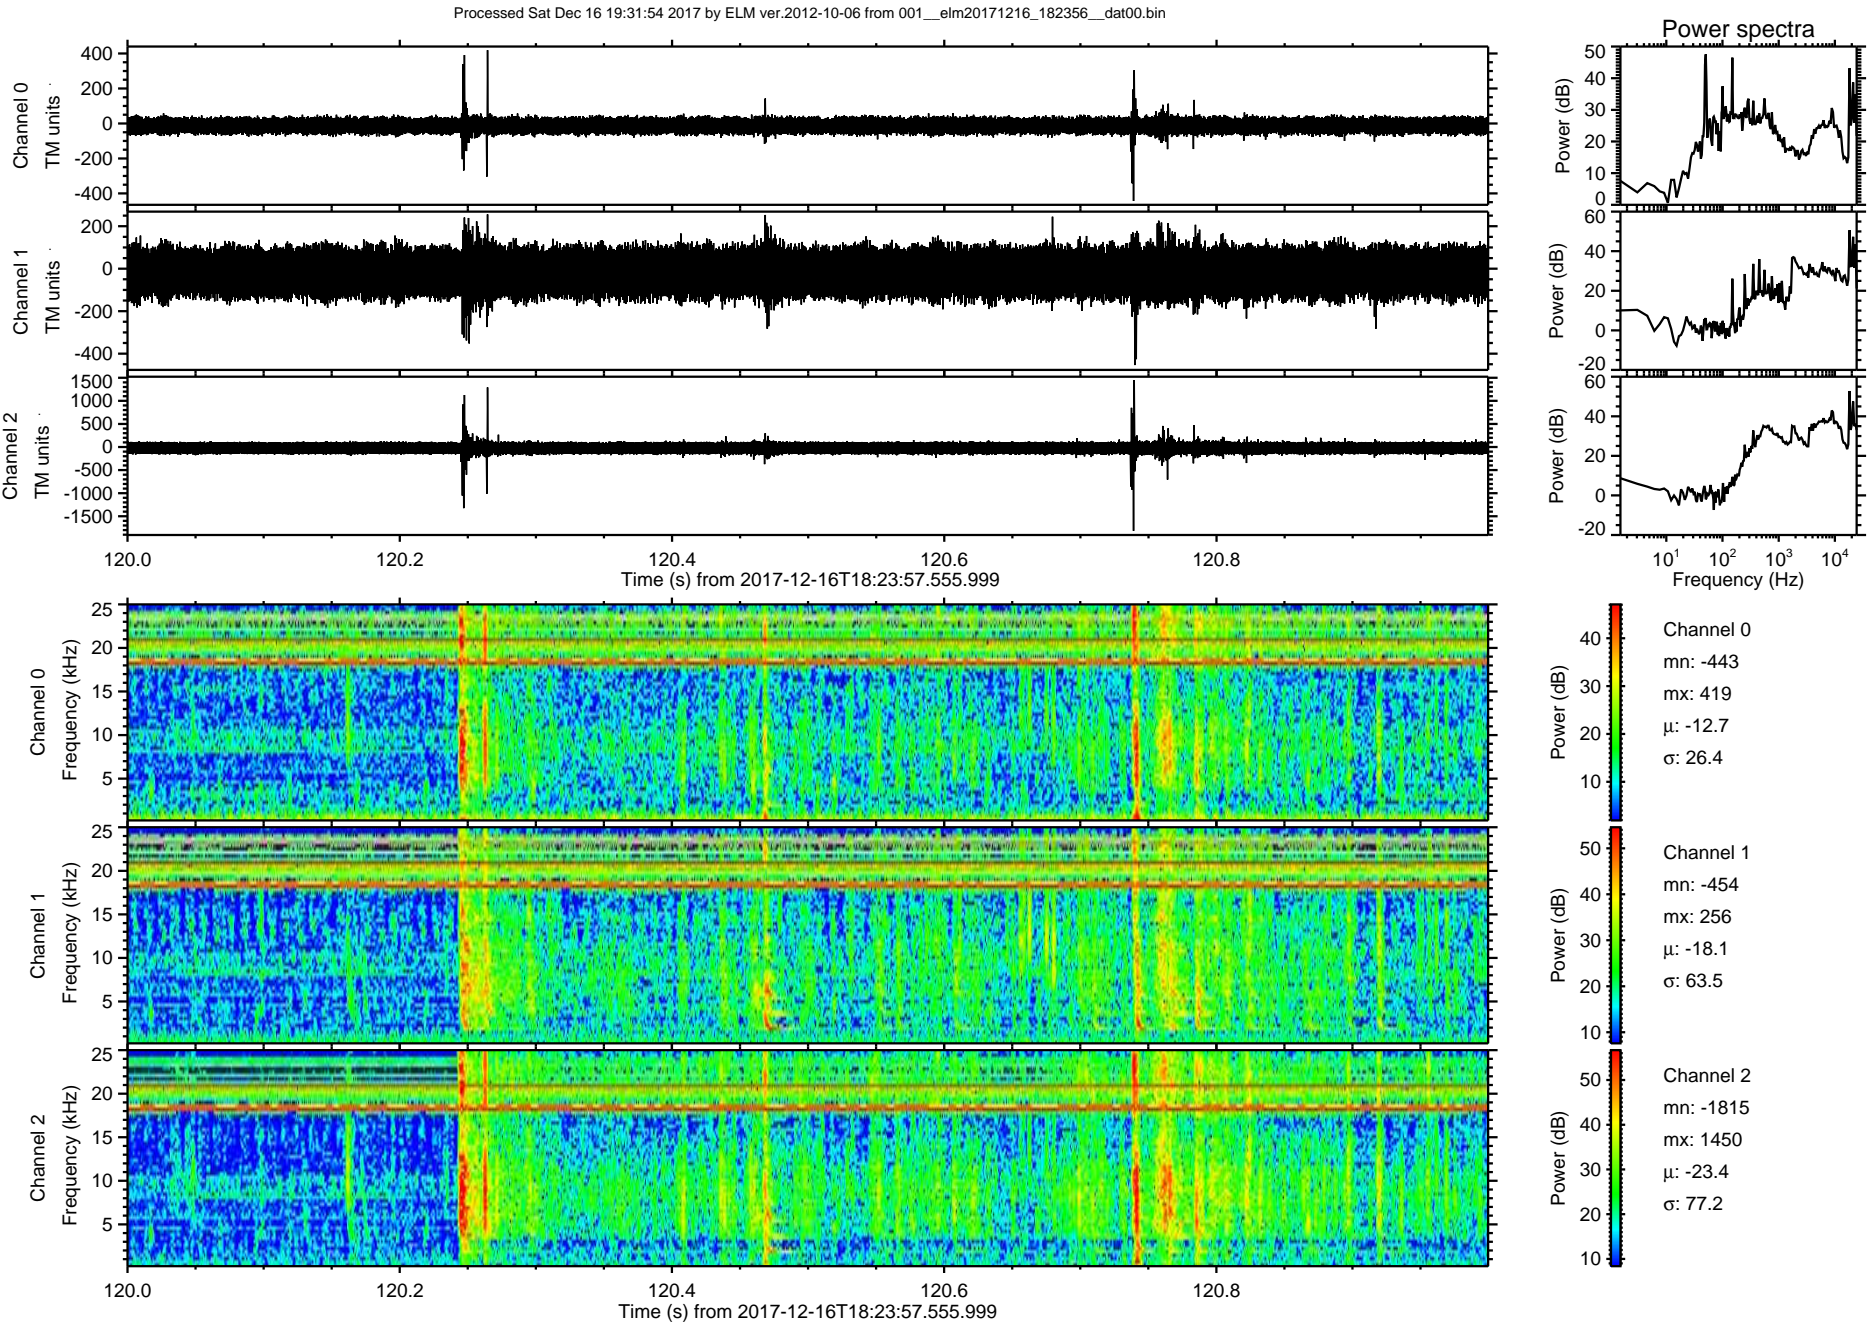 Processed Sat Dec 16 19:31:54 2017 by ELM ver.2012-10-06 from 001__elm20171216_182356__dat00.bin
Power spectra
Channel 0
TM units
400
200
0
-200
-400
Power (dB)
50
40
30
20
10
0
Channel 1
TM units
200
0
-200
-400
Power (dB)
60
40
20
0
-20
Channel 2
TM units
1500
1000
500
0
-500
-1000
-1500
Power (dB)
60
40
20
0
-20
120.0 120.2 120.4 120.6 120.8
Time (s) from 2017-12-16T18:23:57.555.999
10^1 10^2 10^3 10^4
Frequency (Hz)
Channel 0
Frequency (kHz)
25
20
15
10
5
Power (dB)
40
30
20
10
Channel 0
mn: -443
mx: 419
μ: -12.7
σ: 26.4
Channel 1
Frequency (kHz)
25
20
15
10
5
Power (dB)
50
40
30
20
10
Channel 1
mn: -454
mx: 256
μ: -18.1
σ: 63.5
Channel 2
Frequency (kHz)
25
20
15
10
5
Power (dB)
50
40
30
20
10
Channel 2
mn: -1815
mx: 1450
μ: -23.4
σ: 77.2
120.0 120.2 120.4 120.6 120.8
Time (s) from 2017-12-16T18:23:57.555.999